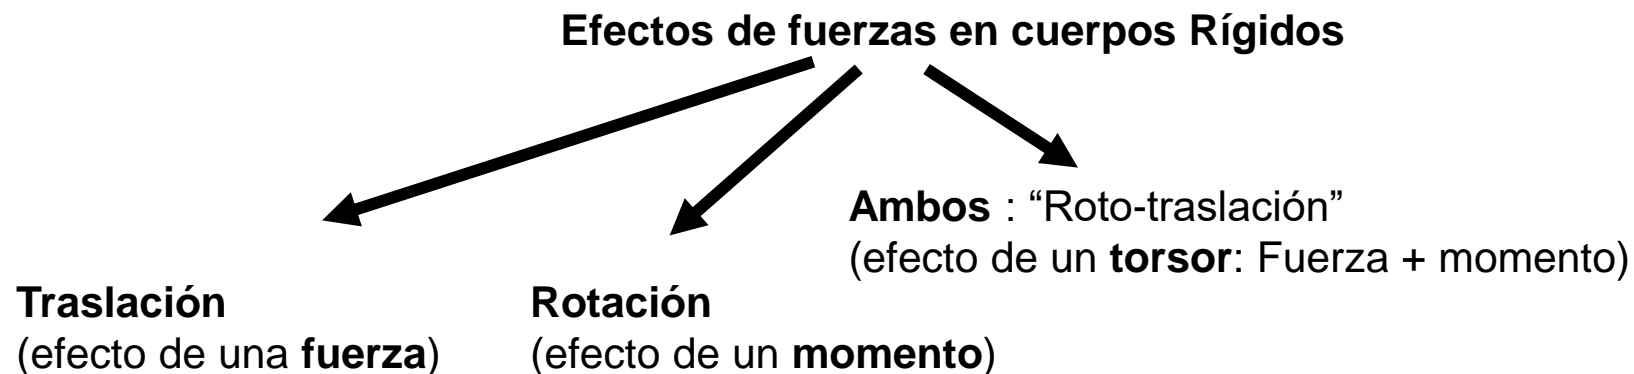 Efectos de fuerzas en cuerpos Rígidos
Traslación
(efecto de una fuerza)
Rotación
(efecto de un momento)
Ambos : “Roto-traslación”
(efecto de un torsor: Fuerza + momento)